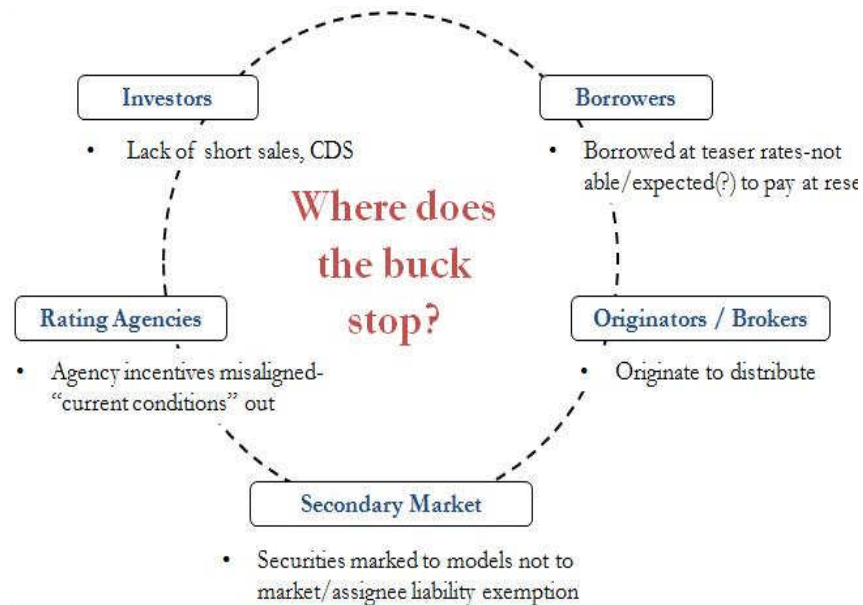 Investors
• Lack of short sales, CDS
Borrowers
• Borrowed at teaser rates-not
able/expected(?) to pay at rese
Where does
the buck
stop?
Rating Agencies
• Agency incentives misaligned-
“current conditions” out
Originators / Brokers
• Originate to distribute
Secondary Market
• Securities marked to models not to
market/assignee liability exemption